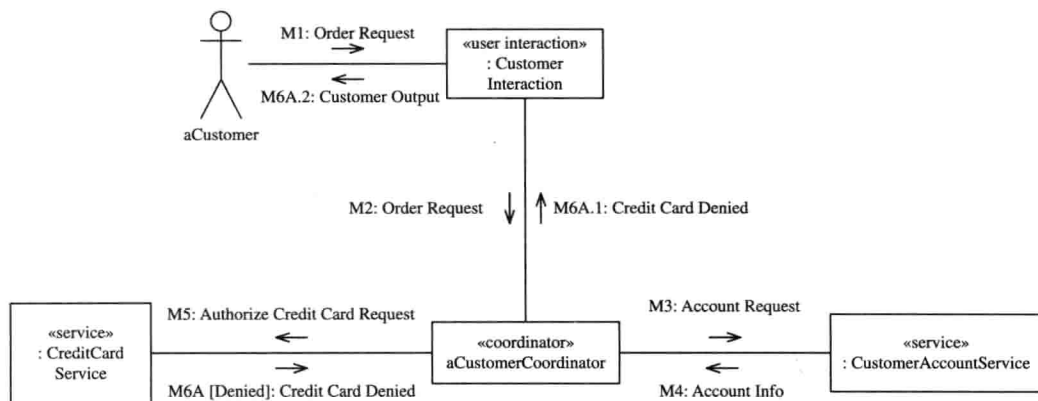 M1: Order Request
«user interaction»
: Customer
Interaction
M6A.2: Customer Output
aCustomer
M2: Order Request
M6A.1: Credit Card Denied
M5: Authorize Credit Card Request
M3: Account Request
«service»
: CreditCard
Service
«coordinator»
aCustomerCoordinator
«service»
: CustomerAccountService
M6A [Denied]: Credit Card Denied
M4: Account Info